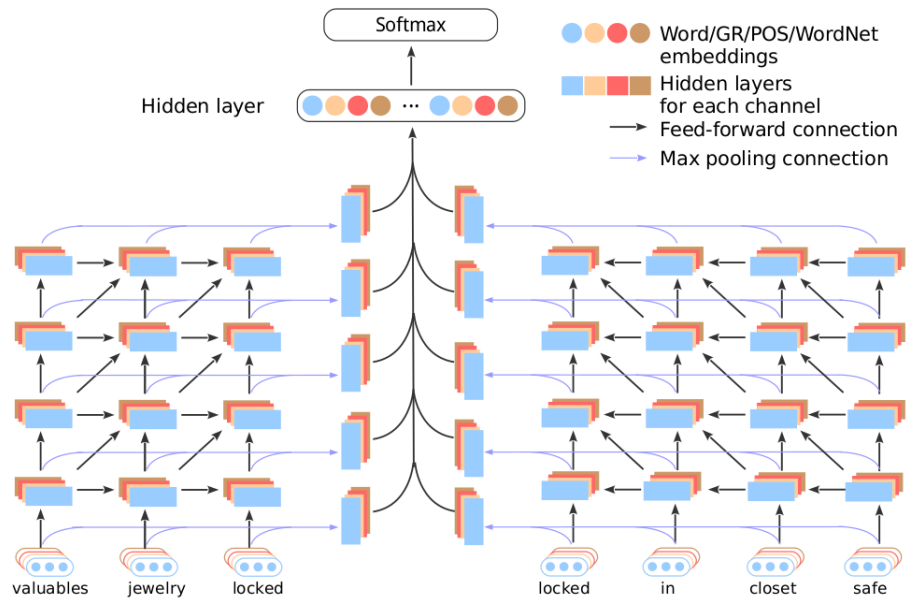 Softmax
Hidden layer
...
Word/GR/POS/WordNet
embeddings
Hidden layers
for each channel
Feed-forward connection
Max pooling connection
valuables jewelry locked locked in closet safe